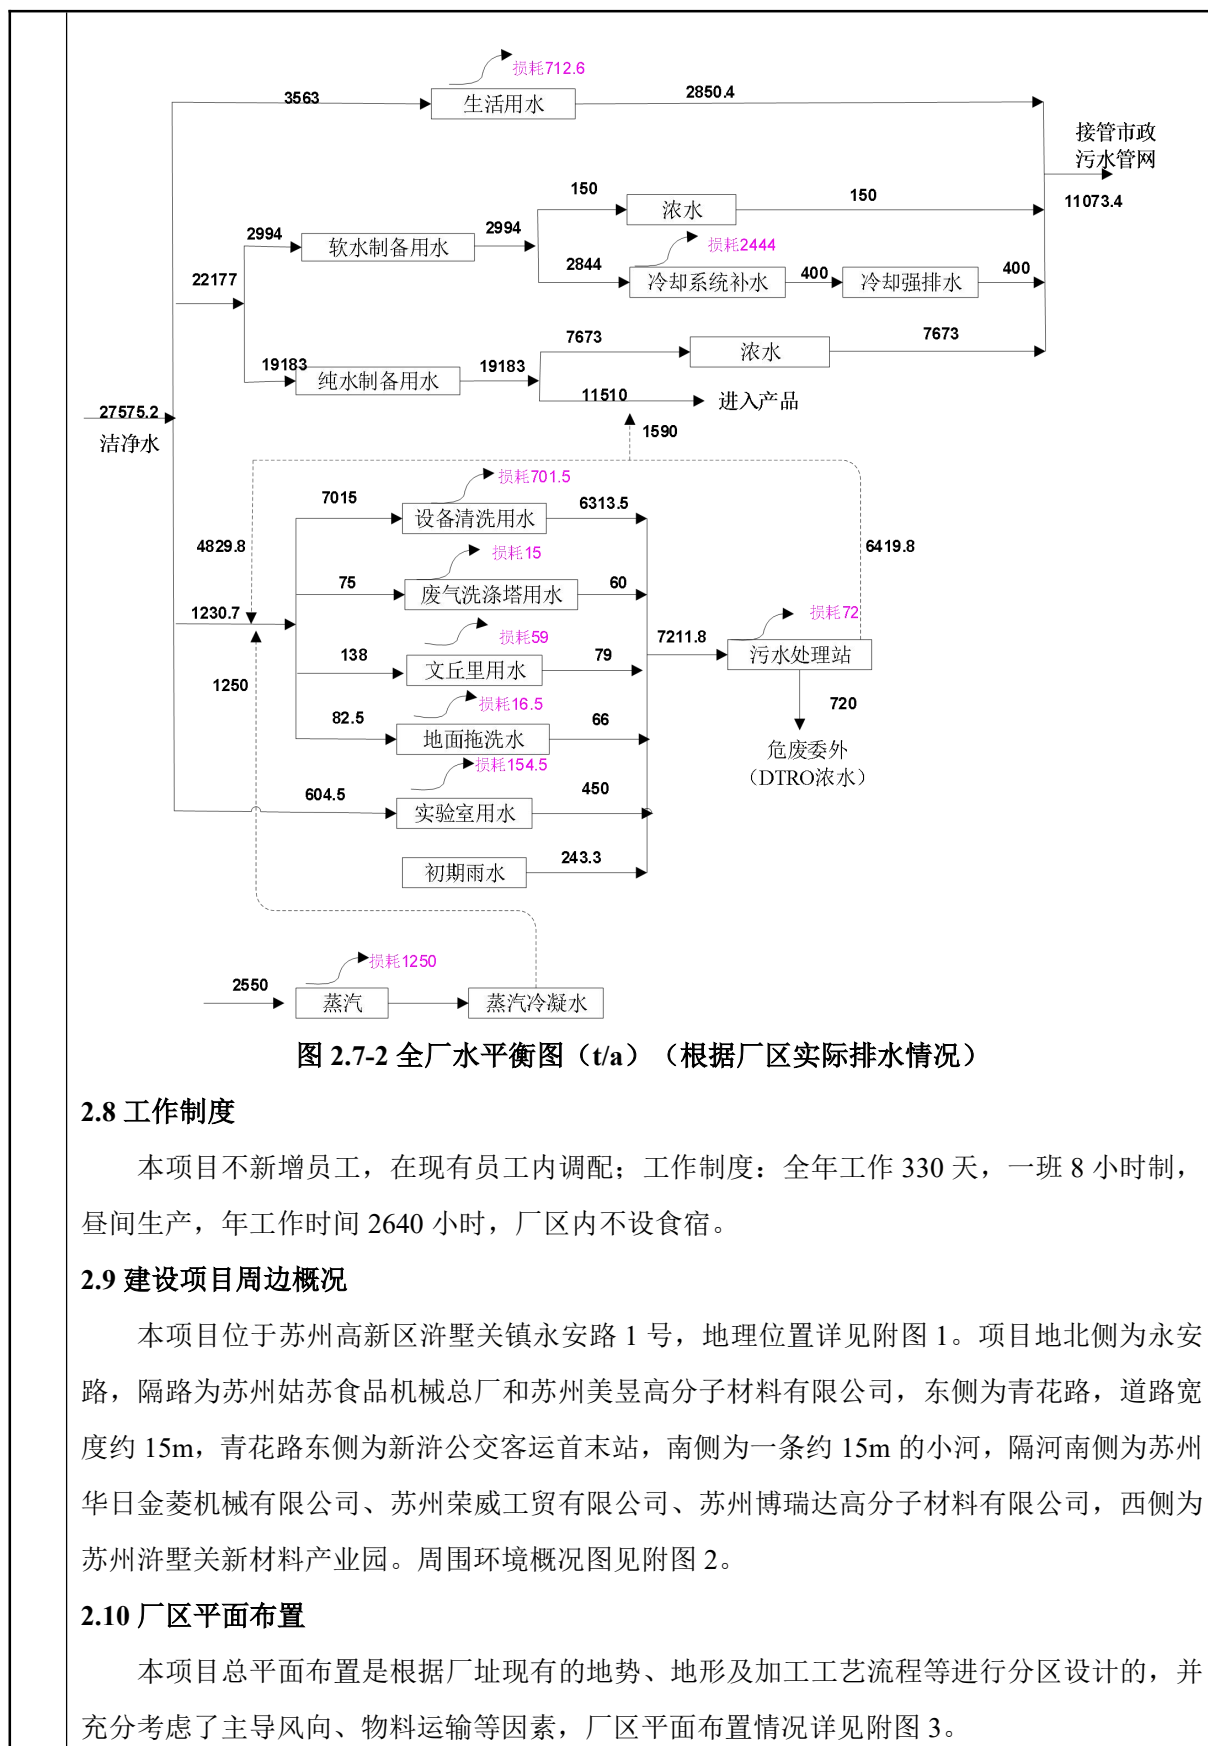 损耗712.6
3563
生活用水
2850.4
接管市政
污水管网
11073.4
150
浓水
150
2994
软水制备用水
2994
损耗2444
22177
2844
冷却系统补水
400
冷却强排水
400
7673
浓水
7673
19183
纯水制备用水
19183
11510
进入产品
27575.2
洁净水
1590
损耗701.5
7015
设备清洗用水
6313.5
4829.8
6419.8
损耗15
75
废气洗涤塔用水
60
1230.7
损耗59
138
文丘里用水
79
7211.8
损耗72
污水处理站
1250
720
损耗16.5
82.5
地面拖洗水
66
危废委外
（DTRO浓水）
损耗154.5
604.5
实验室用水
450
初期雨水
243.3
损耗1250
2550
蒸汽
蒸汽冷凝水
图 2.7-2 全厂水平衡图（t/a）（根据厂区实际排水情况）
2.8 工作制度
本项目不新增员工，在现有员工内调配；工作制度：全年工作 330 天，一班 8 小时制，
昼间生产，年工作时间 2640 小时，厂区内不设食宿。
2.9 建设项目周边概况
本项目位于苏州高新区浒墅关镇永安路 1 号，地理位置详见附图 1。项目地北侧为永安
路，隔路为苏州姑苏食品机械总厂和苏州美昱高分子材料有限公司，东侧为青花路，道路宽
度约 15m，青花路东侧为新浒公交客运首末站，南侧为一条约 15m 的小河，隔河南侧为苏州
华日金菱机械有限公司、苏州荣威工贸有限公司、苏州博瑞达高分子材料有限公司，西侧为
苏州浒墅关新材料产业园。周围环境概况图见附图 2。
2.10 厂区平面布置
本项目总平面布置是根据厂址现有的地势、地形及加工工艺流程等进行分区设计的，并
充分考虑了主导风向、物料运输等因素，厂区平面布置情况详见附图 3。